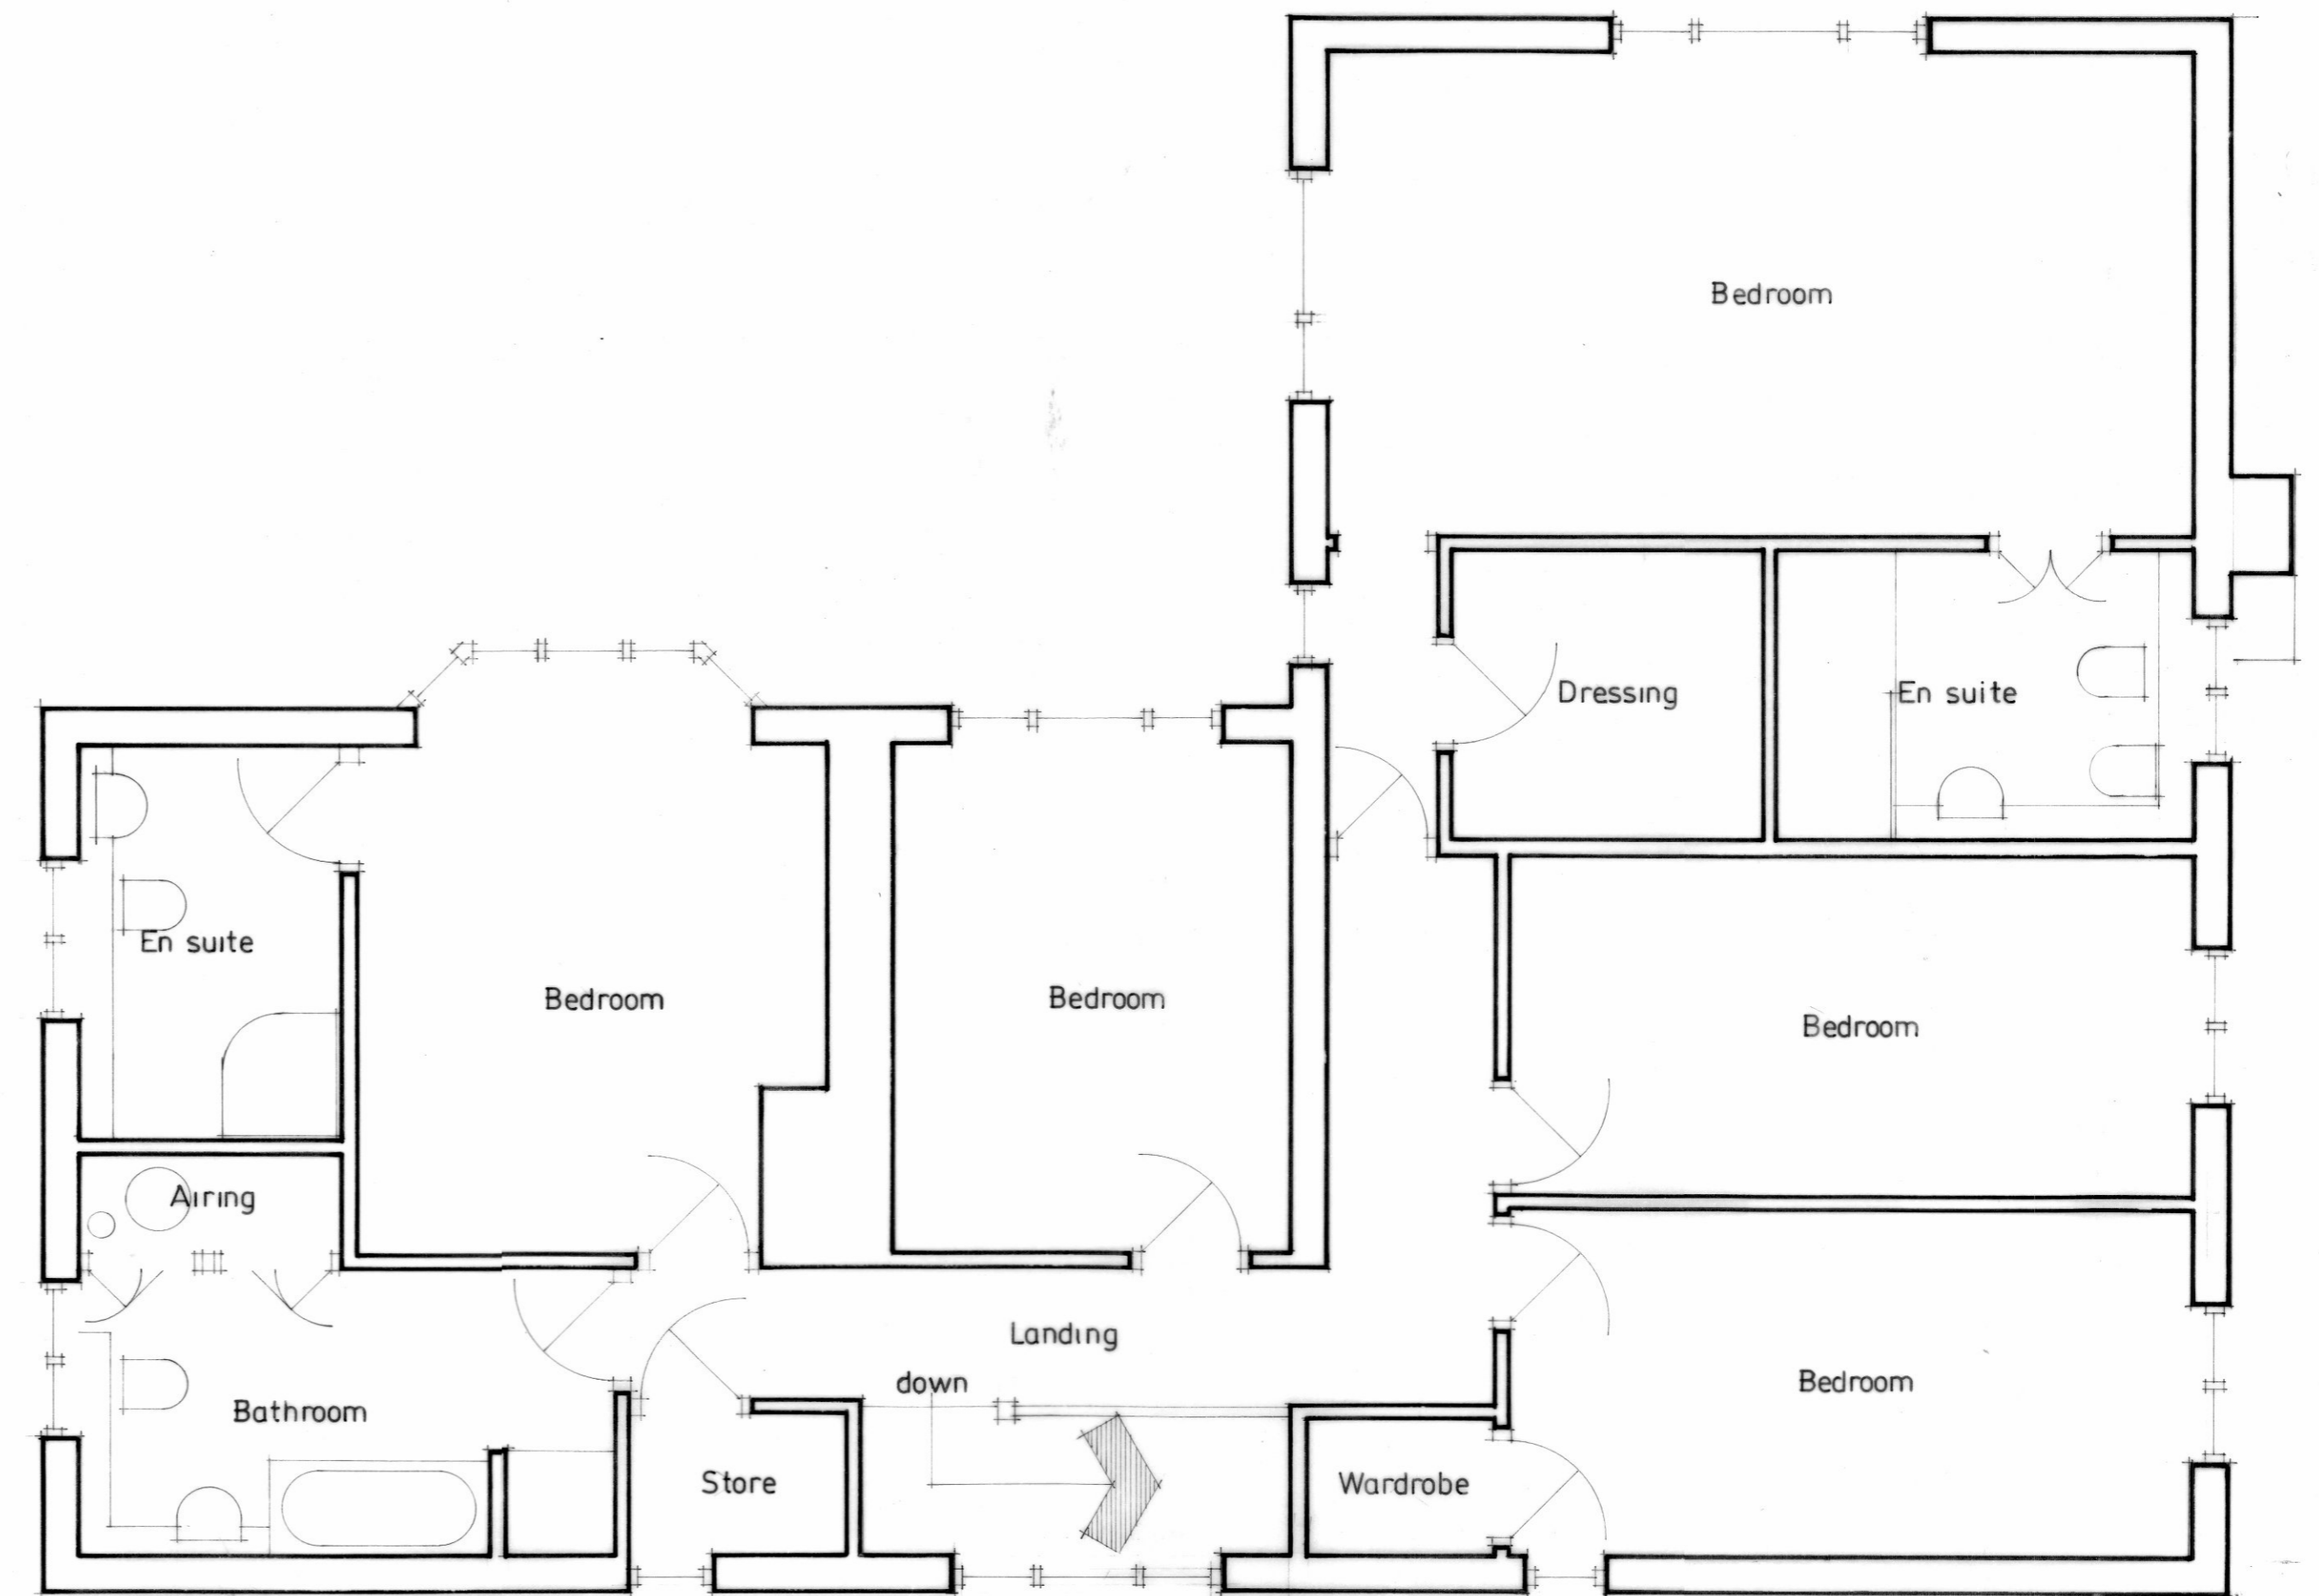 Bedroom
Dressing
En suite
En suite
Bedroom
Bedroom
Bedroom
Airing
Landing
down
Bedroom
Bathroom
Store
Wardrobe